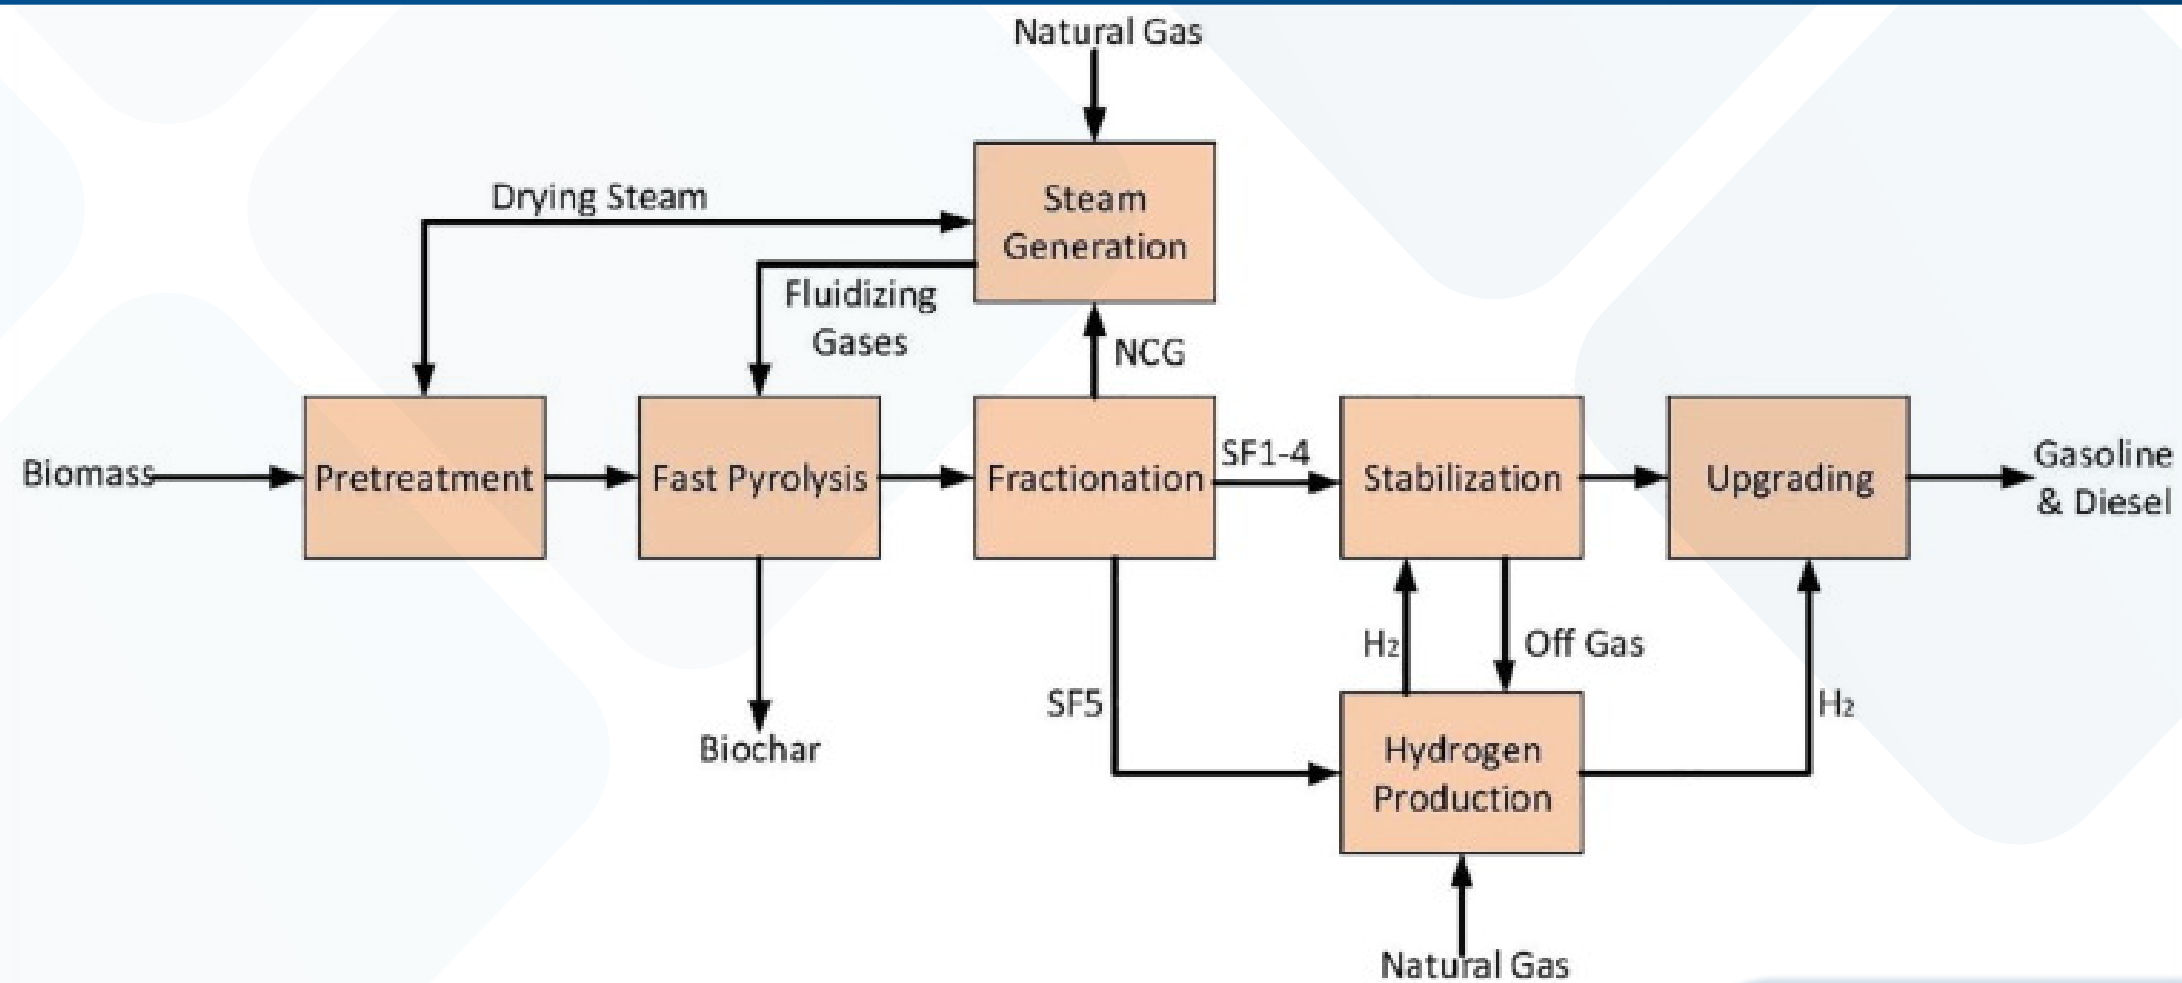 Natural Gas
Steam
Generation
Drying Steam
Fluidizing
Gases
NCG
Biomass
Pretreatment
Fast Pyrolysis
Fractionation
SF1-4
Stabilization
Upgrading
Gasoline
& Diesel
H₂
Off Gas
SF5
H₂
Biochar
Hydrogen
Production
Natural Gas